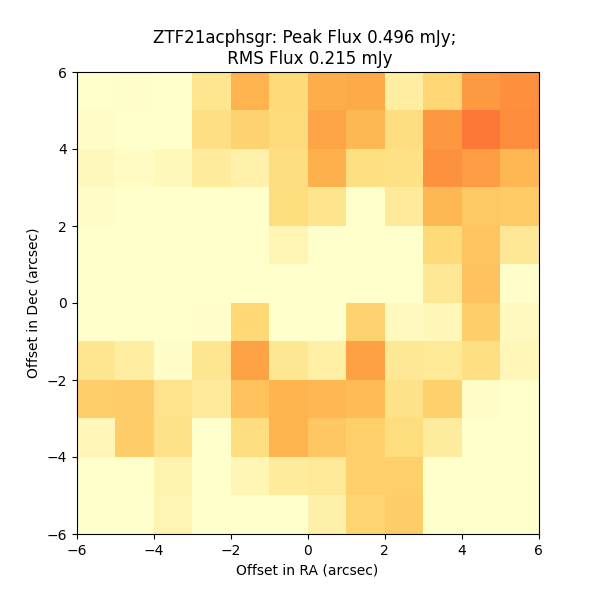 ZTF21acphsgr: Peak Flux 0.496 mJy;
RMS Flux 0.215 mJy
6
4
2
0
−2
−4
−6
Offset in Dec (arcsec)
−6 −4 −2 0 2 4 6
Offset in RA (arcsec)